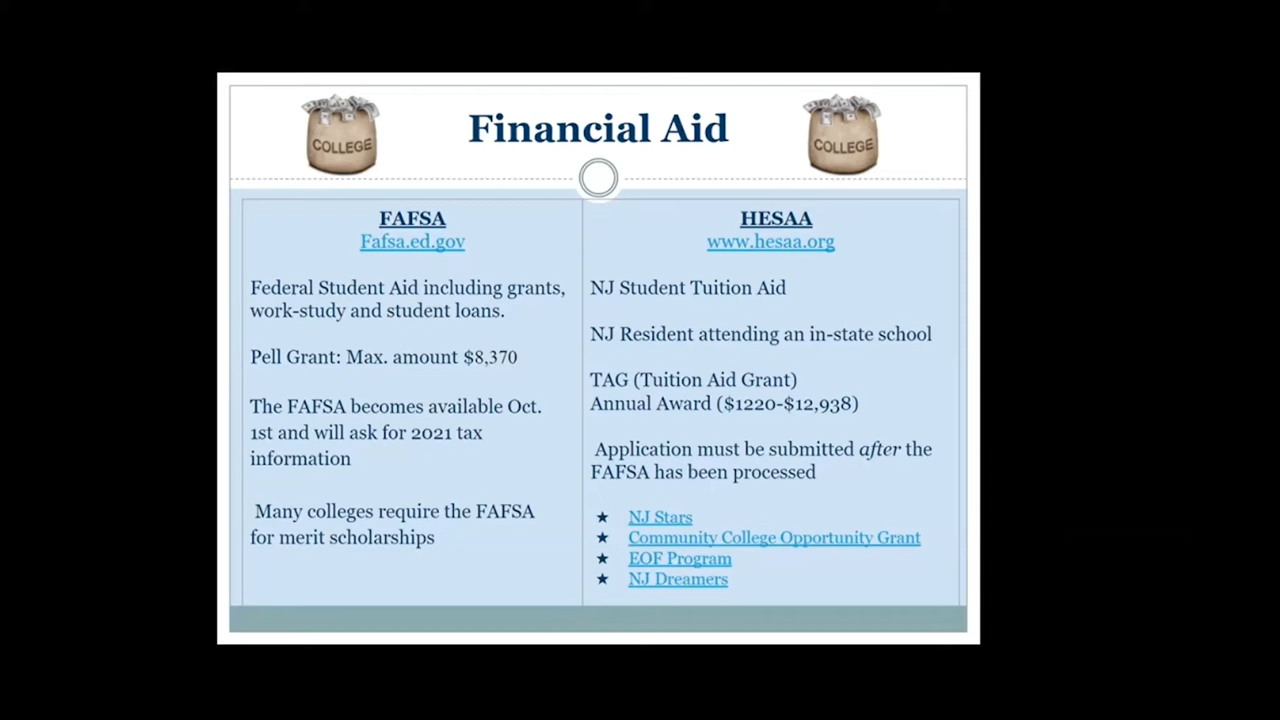 COLLEGE
Financial Aid
COLLEGE
FAFSA
Fafsa.ed.gov
Federal Student Aid including grants,
work-study and student loans.
Pell Grant: Max. amount $8,370
The FAFSA becomes available Oct.
1st and will ask for 2021 tax
information
Many colleges require the FAFSA
for merit scholarships
HESAA
www.hesaa.org
NJ Student Tuition Aid
NJ Resident attending an in-state school
TAG (Tuition Aid Grant)
Annual Award ($1220-$12,938)
Application must be submitted after the
FAFSA has been processed
★ NJ Stars
★ Community College Opportunity Grant
★ EOF Program
★ NJ Dreamers